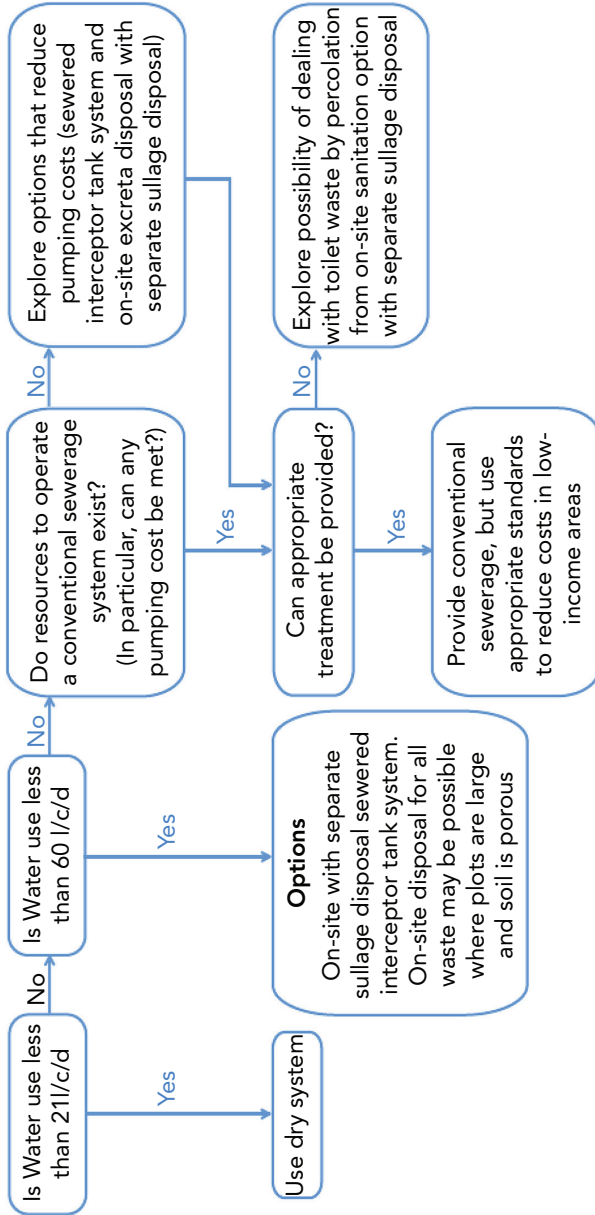 Is Water use less
than 21l/c/d
No
Yes
Use dry system
Is Water use less
than 60 l/c/d
No
Yes
Options
On-site with separate
sullage disposal sewered
interceptor tank system.
On-site disposal for all
waste may be possible
where plots are large
and soil is porous
Do resources to operate
a conventional sewerage
system exist?
(In particular, can any
pumping cost be met?)
No
Yes
Explore options that reduce
pumping costs (sewered
interceptor tank system and
on-site excreta disposal with
separate sullage disposal)
Can appropriate
treatment be provided?
No
Yes
Explore possibility of dealing
with toilet waste by percolation
from on-site sanitation option
with separate sullage disposal
Provide conventional
sewerage, but use
appropriate standards
to reduce costs in low-
income areas